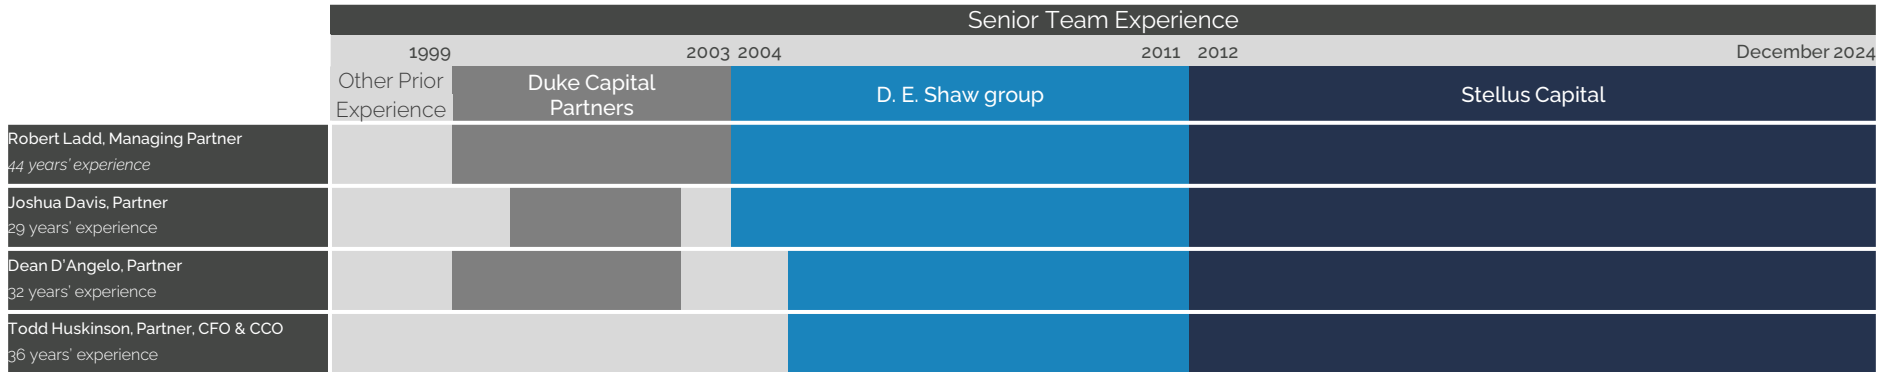 Senior Team Experience
1999 2003 2004 2011 2012 December 2024
Other Prior
Experience
Duke Capital
Partners
D. E. Shaw group
Stellus Capital
Robert Ladd, Managing Partner
44 years' experience
Joshua Davis, Partner
29 years' experience
Dean D'Angelo, Partner
32 years' experience
Todd Huskinson, Partner, CFO & CCO
36 years' experience